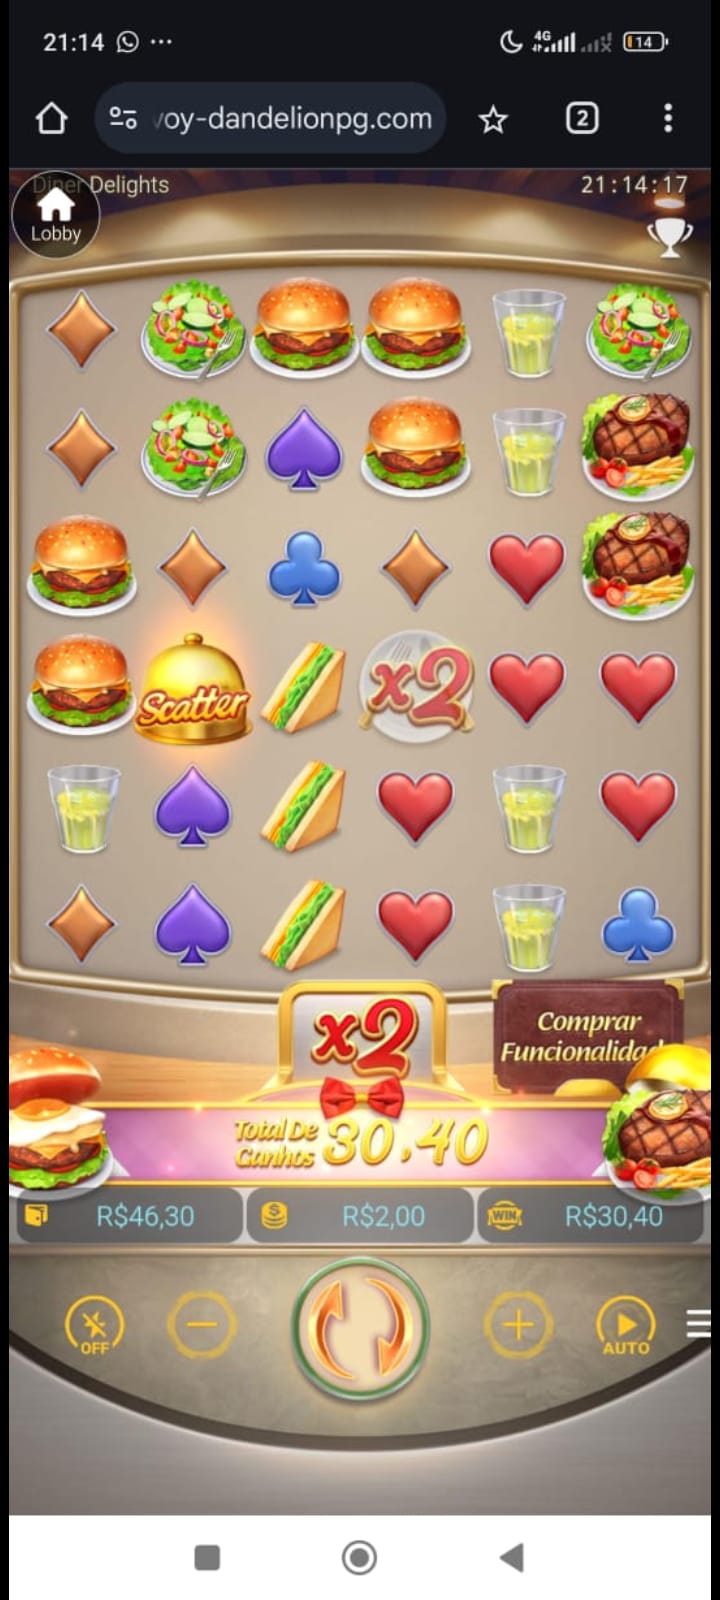 21:14
4G
14
voy-dandelionpg.com
2
Diner Delights
21:14:17
Lobby
Scatter
x2
x2
Comprar
Funcionalidad
Total De
Ganhos
30,40
R$46,30
R$2,00
WIN
R$30,40
OFF
AUTO